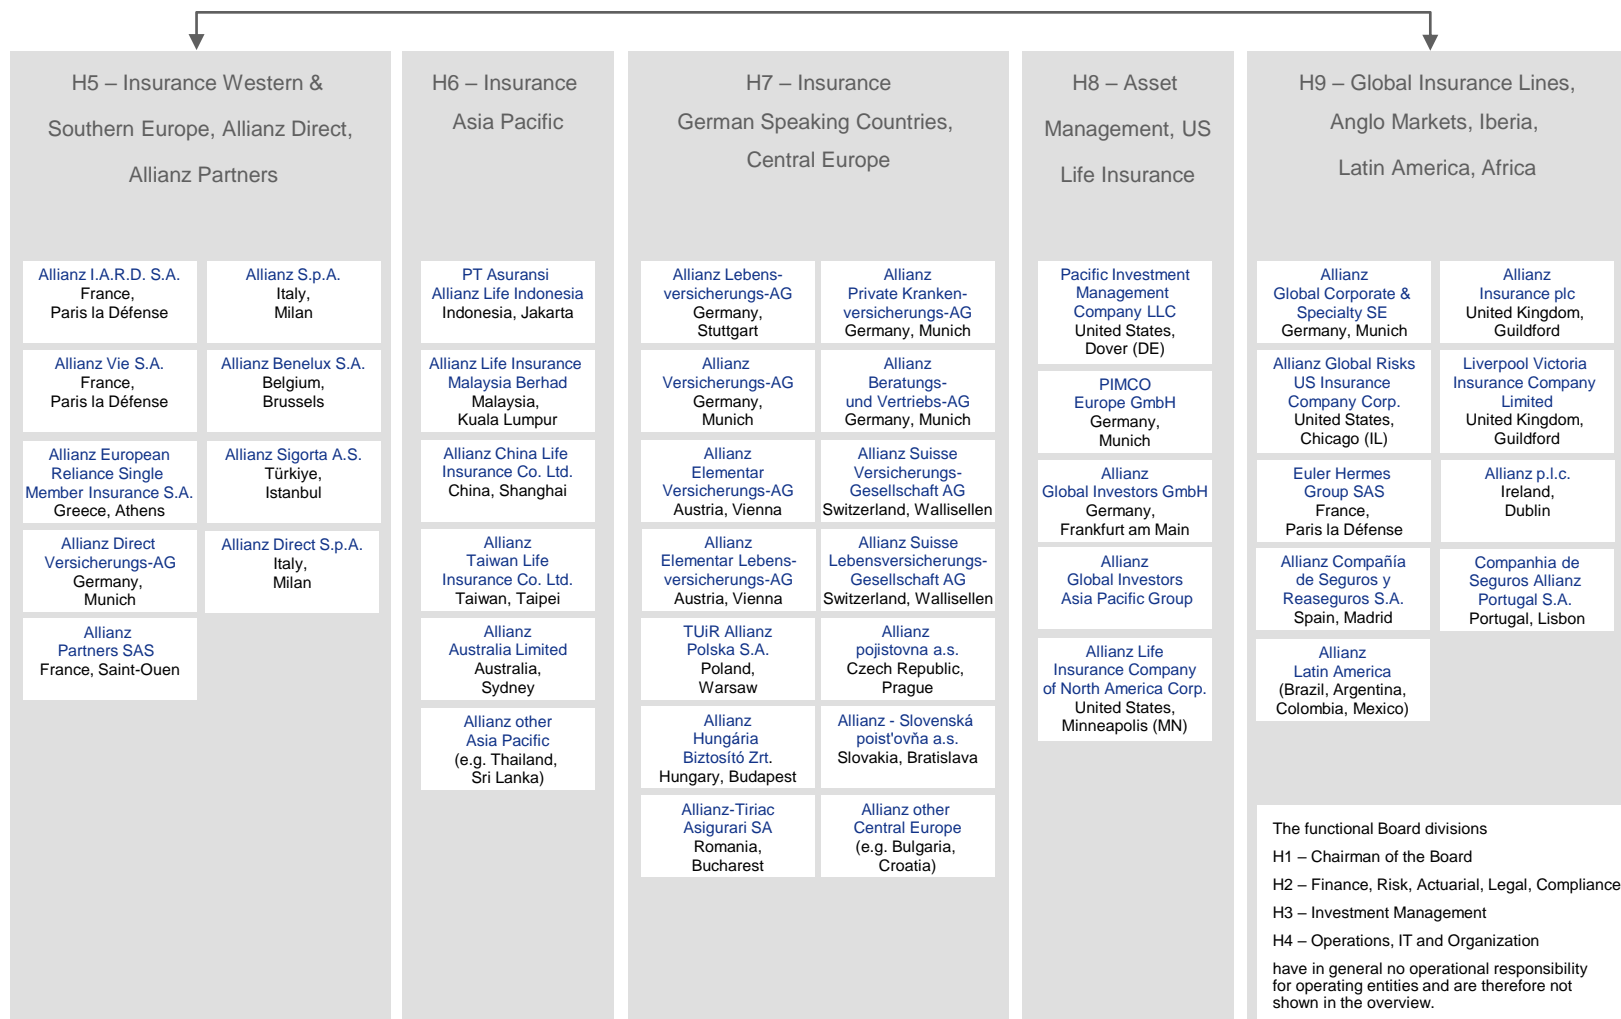 H5 – Insurance Western &
Southern Europe, Allianz Direct,
Allianz Partners
Allianz I.A.R.D. S.A.
France,
Paris la Défense
Allianz S.p.A.
Italy,
Milan
Allianz Vie S.A.
France,
Paris la Défense
Allianz Benelux S.A.
Belgium,
Brussels
Allianz European
Reliance Single
Member Insurance S.A.
Greece, Athens
Allianz Sigorta A.S.
Türkiye,
Istanbul
Allianz Direct
Versicherungs-AG
Germany,
Munich
Allianz Direct S.p.A.
Italy,
Milan
Allianz
Partners SAS
France, Saint-Ouen
H6 – Insurance
Asia Pacific
PT Asuransi
Allianz Life Indonesia
Indonesia, Jakarta
Allianz Life Insurance
Malaysia Berhad
Malaysia,
Kuala Lumpur
Allianz China Life
Insurance Co. Ltd.
China, Shanghai
Allianz
Taiwan Life
Insurance Co. Ltd.
Taiwan, Taipei
Allianz
Australia Limited
Australia,
Sydney
Allianz other
Asia Pacific
(e.g. Thailand,
Sri Lanka)
H7 – Insurance
German Speaking Countries,
Central Europe
Allianz Lebens-
versicherungs-AG
Germany,
Stuttgart
Allianz
Private Kranken-
versicherungs-AG
Germany, Munich
Allianz
Versicherungs-AG
Germany,
Munich
Allianz
Beratungs-
und Vertriebs-AG
Germany, Munich
Allianz
Elementar
Versicherungs-AG
Austria, Vienna
Allianz Suisse
Versicherungs-
Gesellschaft AG
Switzerland, Wallisellen
Allianz
Elementar Lebens-
versicherungs-AG
Austria, Vienna
Allianz Suisse
Lebensversicherungs-
Gesellschaft AG
Switzerland, Wallisellen
TUiR Allianz
Polska S.A.
Poland,
Warsaw
Allianz
pojistovna a.s.
Czech Republic,
Prague
Allianz
Hungária
Biztosító Zrt.
Hungary, Budapest
Allianz - Slovenská
poist'ovňa a.s.
Slovakia, Bratislava
Allianz-Tiriac
Asigurari SA
Romania,
Bucharest
Allianz other
Central Europe
(e.g. Bulgaria,
Croatia)
H8 – Asset
Management, US
Life Insurance
Pacific Investment
Management
Company LLC
United States,
Dover (DE)
PIMCO
Europe GmbH
Germany,
Munich
Allianz
Global Investors GmbH
Germany,
Frankfurt am Main
Allianz
Global Investors
Asia Pacific Group
Allianz Life
Insurance Company
of North America Corp.
United States,
Minneapolis (MN)
H9 – Global Insurance Lines,
Anglo Markets, Iberia,
Latin America, Africa
Allianz
Global Corporate &
Specialty SE
Germany, Munich
Allianz
Insurance plc
United Kingdom,
Guildford
Allianz Global Risks
US Insurance
Company Corp.
United States,
Chicago (IL)
Liverpool Victoria
Insurance Company
Limited
United Kingdom,
Guildford
Euler Hermes
Group SAS
France,
Paris la Défense
Allianz p.l.c.
Ireland,
Dublin
Allianz Compañía
de Seguros y
Reaseguros S.A.
Spain, Madrid
Companhia de
Seguros Allianz
Portugal S.A.
Portugal, Lisbon
Allianz
Latin America
(Brazil, Argentina,
Colombia, Mexico)
The functional Board divisions
H1 – Chairman of the Board
H2 – Finance, Risk, Actuarial, Legal, Compliance
H3 – Investment Management
H4 – Operations, IT and Organization
have in general no operational responsibility
for operating entities and are therefore not
shown in the overview.